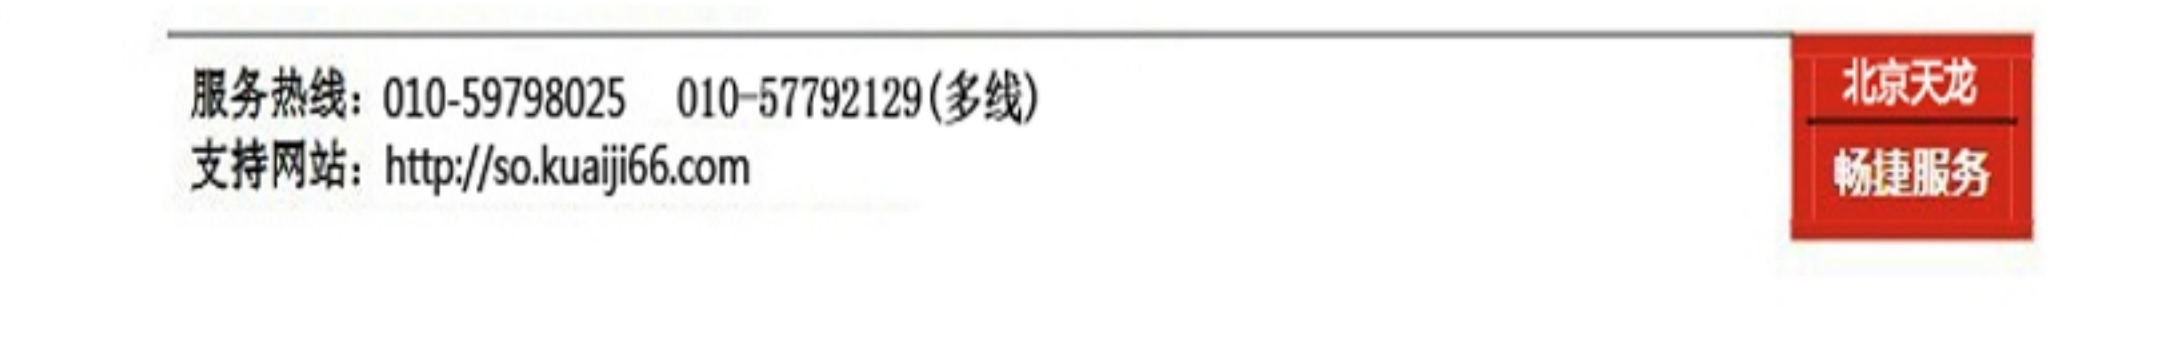 服务热线：010-59798025 010-57792129(多线)
支持网站：http://so.kuaiji66.com
北京天龙
畅捷服务